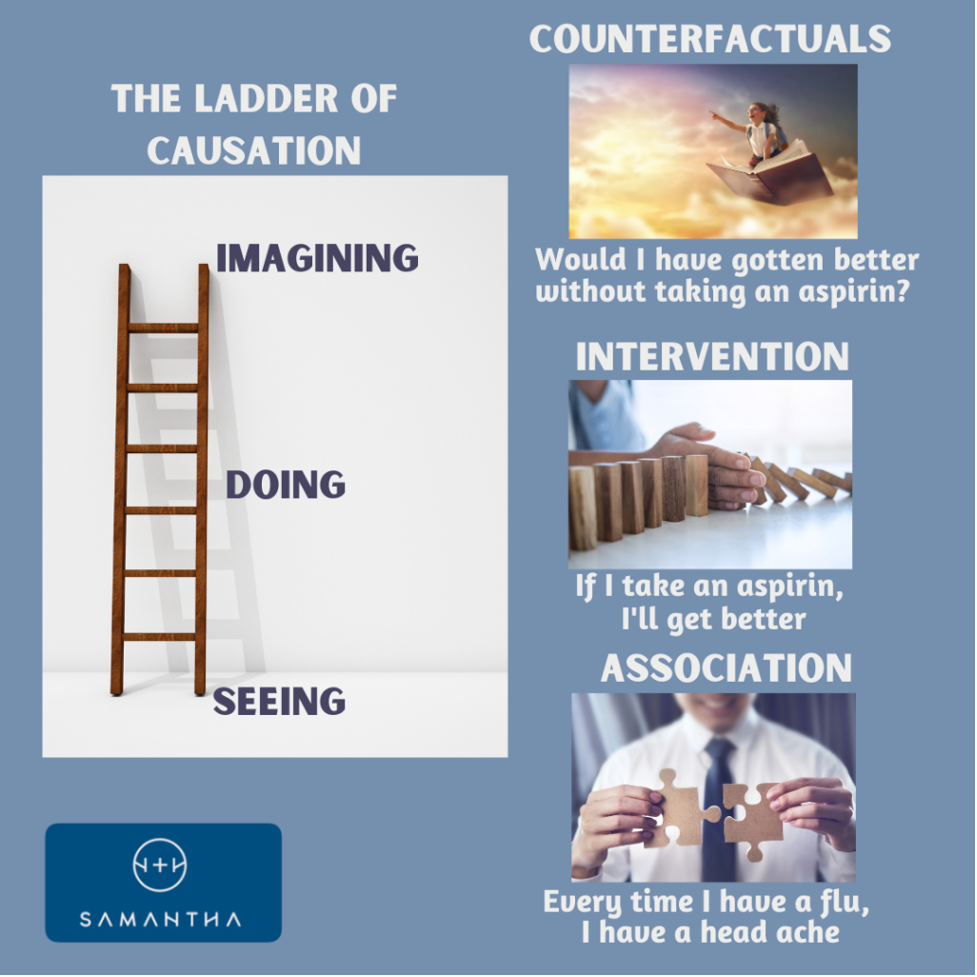 THE LADDER OF
CAUSATION
IMAGINING
DOING
SEEING
COUNTERFACTUALS
Would I have gotten better
without taking an aspirin?
INTERVENTION
If I take an aspirin,
I'll get better
ASSOCIATION
Every time I have a flu,
I have a head ache
SAMANTHA